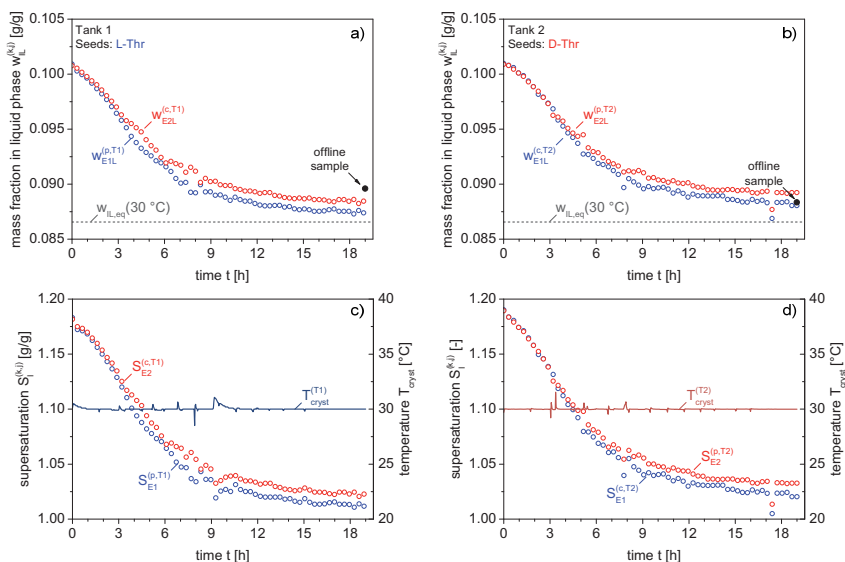 Tank 1
Seeds: L-Thr
a)
w_E2L^(c,T1)
w_E1L^(p,T1)
offline
sample
w_IL,eq(30 °C)
mass fraction in liquid phase w_IL^(k,j) [g/g]
0.100
0.095
0.090
0.085
0 3 6 9 12 15 18
time t [h]
Tank 2
Seeds: D-Thr
b)
w_E2L^(p,T2)
w_E1L^(c,T2)
offline
sample
w_IL,eq(30 °C)
mass fraction in liquid phase w_IL^(k,j) [g/g]
0.100
0.095
0.090
0.085
0 3 6 9 12 15 18
time t [h]
c)
S_E2^(c,T1)
T_cryst^(T1)
S_E1^(p,T1)
supersaturation S_I^(k,j) [g/g]
1.20
1.15
1.10
1.05
1.00
temperature T_cryst [°C]
40
35
30
25
20
0 3 6 9 12 15 18
time t [h]
d)
T_cryst^(T2)
S_E2^(p,T2)
S_E1^(c,T2)
supersaturation S_I^(k,j) [-]
1.20
1.15
1.10
1.05
1.00
temperature T_cryst [°C]
40
35
30
25
20
0 3 6 9 12 15 18
time t [h]